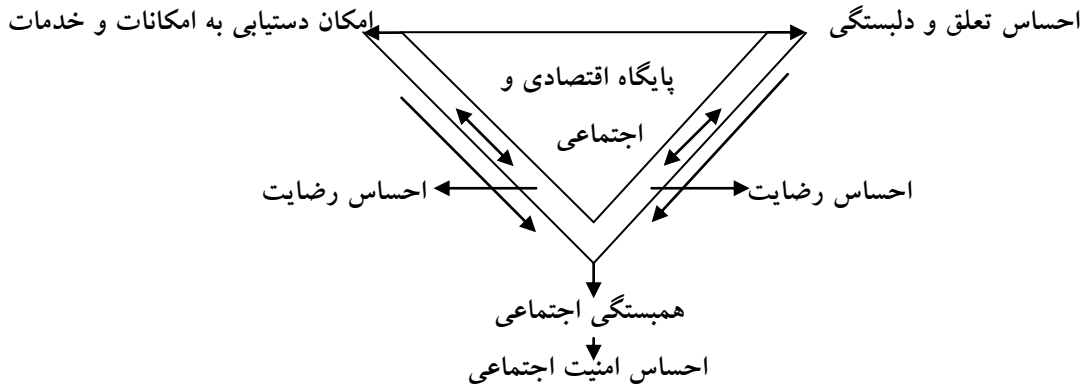 احساس تعلق و دلبستگی
امکان دستیابی به امکانات و خدمات
پایگاه اقتصادی و
اجتماعی
احساس رضایت
احساس رضایت
همبستگی اجتماعی
احساس امنیت اجتماعی